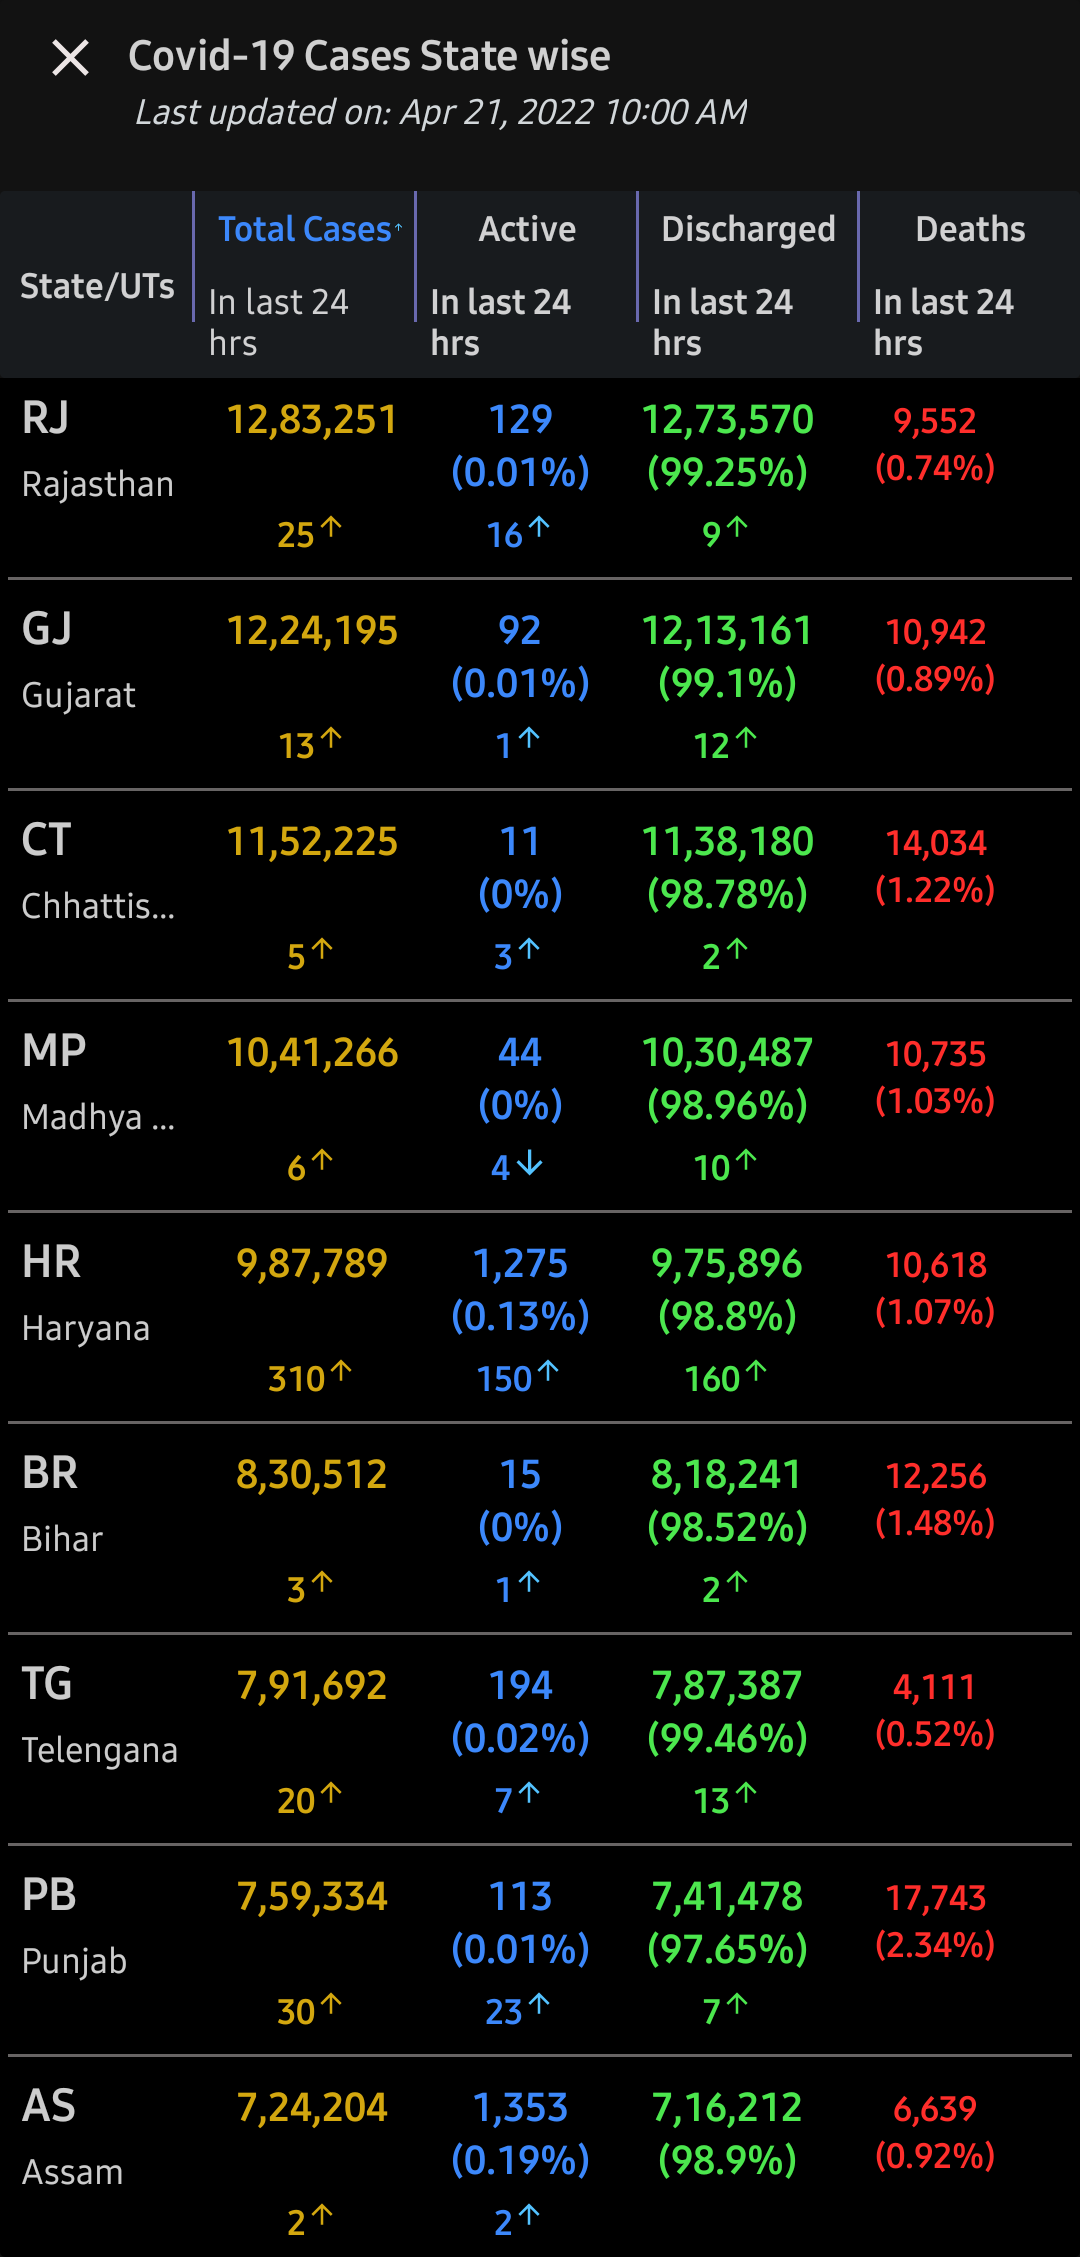 Covid-19 Cases State wise
Last updated on: Apr 21, 2022 10:00 AM
State/UTs
Total Cases↑ Active Discharged Deaths
In last 24 hrs In last 24 hrs In last 24 hrs In last 24 hrs
RJ 12,83,251 129 12,73,570 9,552
(0.01%) (99.25%) (0.74%)
Rajasthan
25↑ 16↑ 9↑
GJ 12,24,195 92 12,13,161 10,942
(0.01%) (99.1%) (0.89%)
Gujarat
13↑ 1↑ 12↑
CT 11,52,225 11 11,38,180 14,034
(0%) (98.78%) (1.22%)
Chhattis...
5↑ 3↑ 2↑
MP 10,41,266 44 10,30,487 10,735
(0%) (98.96%) (1.03%)
Madhya ...
6↑ 4↓ 10↑
HR 9,87,789 1,275 9,75,896 10,618
(0.13%) (98.8%) (1.07%)
Haryana
310↑ 150↑ 160↑
BR 8,30,512 15 8,18,241 12,256
(0%) (98.52%) (1.48%)
Bihar
3↑ 1↑ 2↑
TG 7,91,692 194 7,87,387 4,111
(0.02%) (99.46%) (0.52%)
Telengana
20↑ 7↑ 13↑
PB 7,59,334 113 7,41,478 17,743
(0.01%) (97.65%) (2.34%)
Punjab
30↑ 23↑ 7↑
AS 7,24,204 1,353 7,16,212 6,639
(0.19%) (98.9%) (0.92%)
Assam
2↑ 2↑